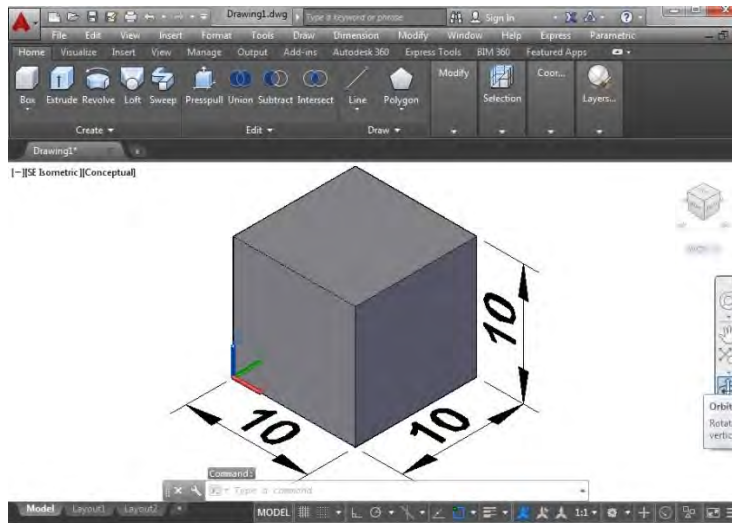 Drawing1.dwg Type a keyword or phrase Sign In
File Edit View Insert Format Tools Draw Dimension Modify Window Help Express Parametric
Home Visualize Insert View Manage Output Add-ins Autodesk 360 Express Tools BIM 360 Featured Apps
Box Extrude Revolve Loft Sweep Presspull Union Subtract Intersect Line Polygon Modify Selection Coor... Layers...
Create Edit Draw
Drawing1*
[−][SE Isometric][Conceptual]
10
10
10
Orbit
Rotat
vertic
Command:
Type a command
Model Layout1 Layout2 + MODEL 1:1